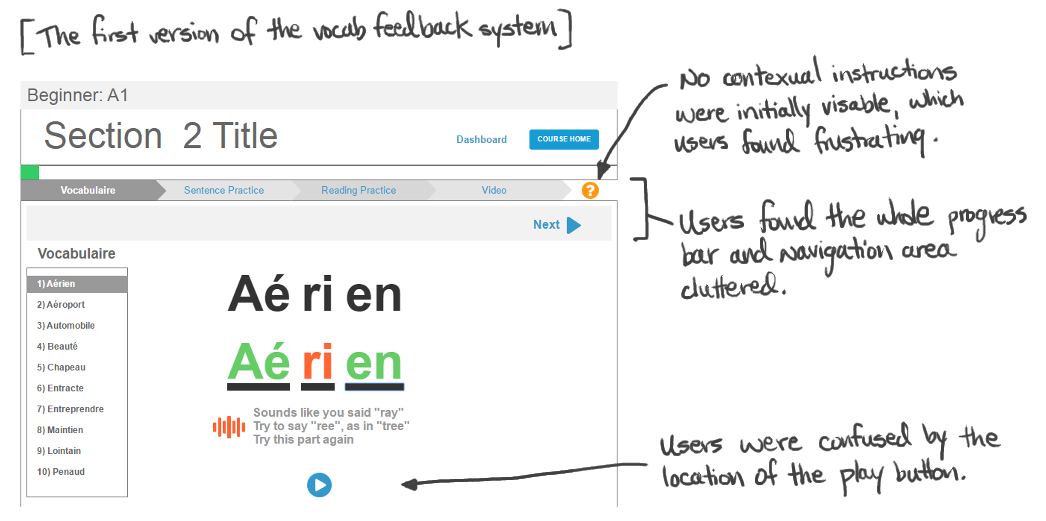 [The first version of the vocab feedback system]
No contexual instructions
were initially visable, which
users found frustrating.
Beginner: A1
Section 2 Title
Dashboard
COURSE HOME
Vocabulaire
Sentence Practice
Reading Practice
Video
?
Users found the whole progress
bar and navigation area
cluttered.
Next
Vocabulaire
1) Aérien
2) Aéroport
3) Automobile
4) Beauté
5) Chapeau
6) Entracte
7) Entreprendre
8) Maintien
9) Lointain
10) Penaud
Aé ri en
Aé ri en
Sounds like you said "ray"
Try to say "ree", as in "tree"
Try this part again
Users were confused by the
location of the play button.